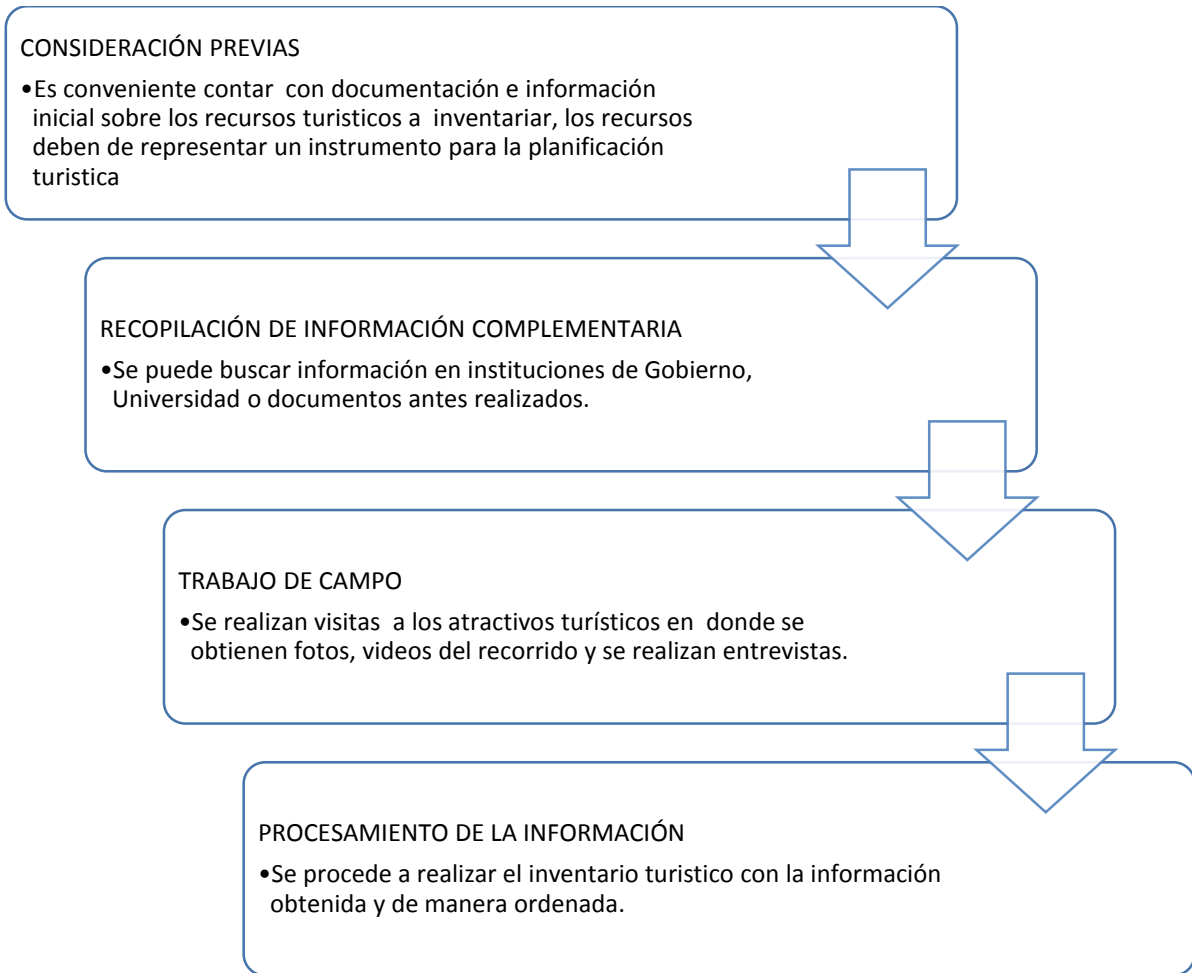 CONSIDERACIÓN PREVIAS
•Es conveniente contar con documentación e información
inicial sobre los recursos turisticos a inventariar, los recursos
deben de representar un instrumento para la planificación
turistica
RECOPILACIÓN DE INFORMACIÓN COMPLEMENTARIA
•Se puede buscar información en instituciones de Gobierno,
Universidad o documentos antes realizados.
TRABAJO DE CAMPO
•Se realizan visitas a los atractivos turísticos en donde se
obtienen fotos, videos del recorrido y se realizan entrevistas.
PROCESAMIENTO DE LA INFORMACIÓN
•Se procede a realizar el inventario turistico con la información
obtenida y de manera ordenada.